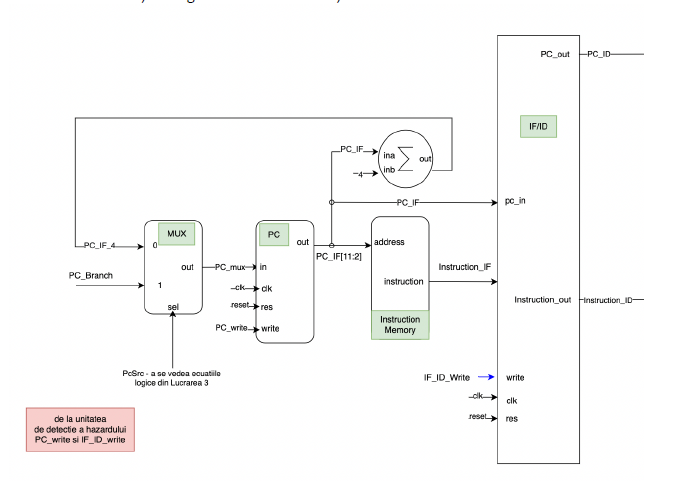 PC_out
PC_ID
IF/ID
PC_IF
ina
out
4
inb
PC_IF
pc_in
MUX
PC
out
address
PC_IF_4
0
PC_IF[11:2]
out
PC_mux
in
Instruction_IF
PC_Branch
instruction
1
clk
clk
Instruction_out
Instruction_ID
sel
reset
res
Instruction
Memory
PC_write
write
PcSrc - a se vedea ecuatiile
logice din Lucrarea 3
IF_ID_Write
write
clk
clk
reset
res
de la unitatea
de detectie a hazardului
PC_write si IF_ID_write